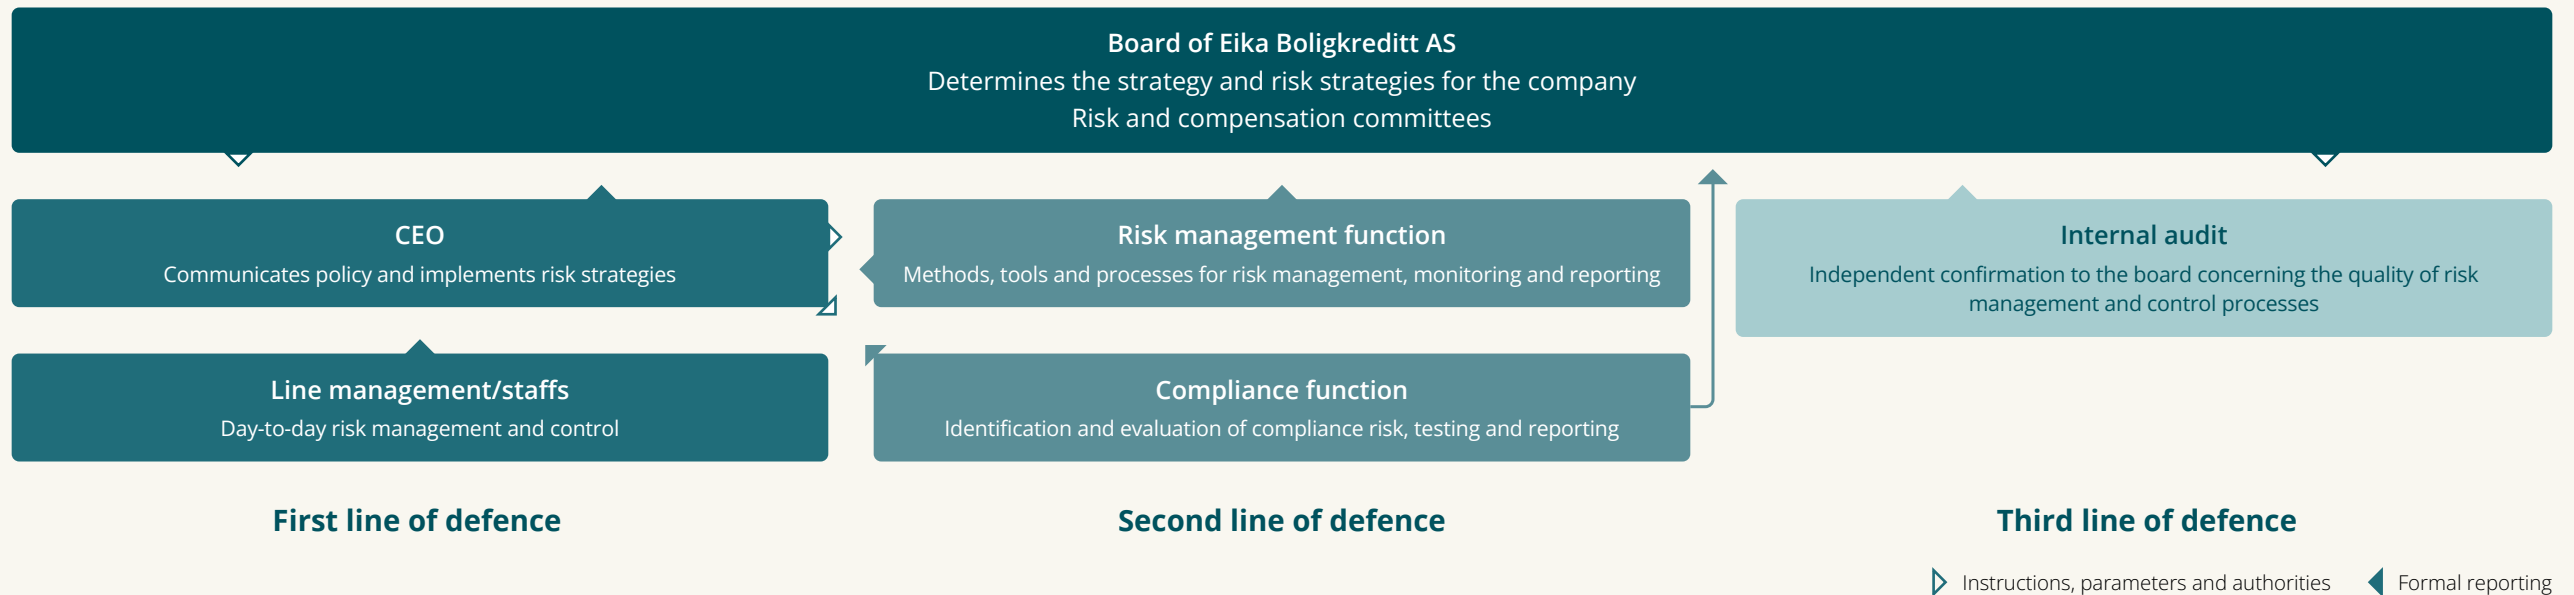 Board of Eika Boligkreditt AS
Determines the strategy and risk strategies for the company
Risk and compensation committees
CEO
Communicates policy and implements risk strategies
Risk management function
Methods, tools and processes for risk management, monitoring and reporting
Internal audit
Independent confirmation to the board concerning the quality of risk
management and control processes
Line management/staffs
Day-to-day risk management and control
Compliance function
Identification and evaluation of compliance risk, testing and reporting
First line of defence
Second line of defence
Third line of defence
Instructions, parameters and authorities
Formal reporting